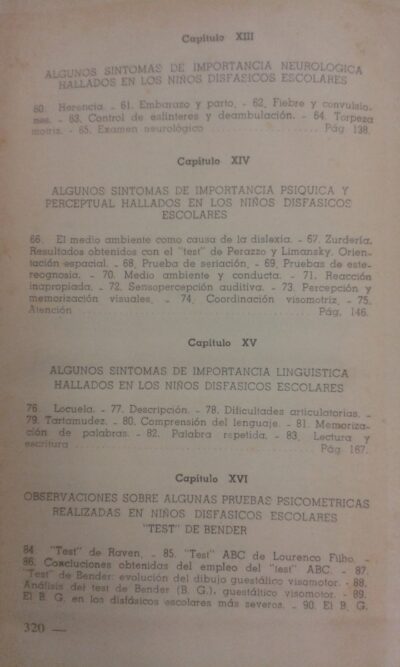 Capítulo XIII
ALGUNOS SINTOMAS DE IMPORTANCIA NEUROLOGICA
HALLADOS EN LOS NIÑOS DISFASICOS ESCOLARES
60. Herencia. - 61. Embarazo y parto. - 62. Fiebre y convulsio-
nes. - 63. Control de esfínteres y deambulación. - 64. Torpeza
motriz. - 65. Examen neurológico ................ Pág. 138.
Capítulo XIV
ALGUNOS SINTOMAS DE IMPORTANCIA PSIQUICA Y
PERCEPTUAL HALLADOS EN LOS NIÑOS DISFASICOS
ESCOLARES
66. El medio ambiente como causa de la dislexia. - 67. Zurdería.
Resultados obtenidos con el "test" de Perazzo y Limansky. Orien-
tación espacial. - 68. Prueba de seriación. - 69. Pruebas de este-
reognosia. - 70. Medio ambiente y conducta. - 71. Reacción
inapropiada. - 72. Sensopercepción auditiva. - 73. Percepción y
memorización visuales. - 74. Coordinación visomotriz. - 75.
Atención ................................ Pág. 146.
Capítulo XV
ALGUNOS SINTOMAS DE IMPORTANCIA LINGUISTICA
HALLADOS EN LOS NIÑOS DISFASICOS ESCOLARES
76. Locuela. - 77. Descripción. - 78. Dificultades articulatorias. -
79. Tartamudez. - 80. Comprensión del lenguaje. - 81. Memoriza-
ción de palabras. - 82. Palabra repetida. - 83. Lectura y
escritura ................................ Pág. 167.
Capítulo XVI
OBSERVACIONES SOBRE ALGUNAS PRUEBAS PSICOMETRICAS
REALIZADAS EN NIÑOS DISFASICOS ESCOLARES
"TEST" DE BENDER
84. "Test" de Raven. - 85. "Test" ABC de Lourenco Filho. -
86. Conclusiones obtenidas del empleo del "test" ABC. - 87.
"Test" de Bender: evolución del dibujo guestáltico visomotor. - 88.
Análisis del test de Bender (B. G.), guestáltico visomotor. - 89.
El B. G. en los disfásicos escolares más severos. - 90. El B. G.
320 —